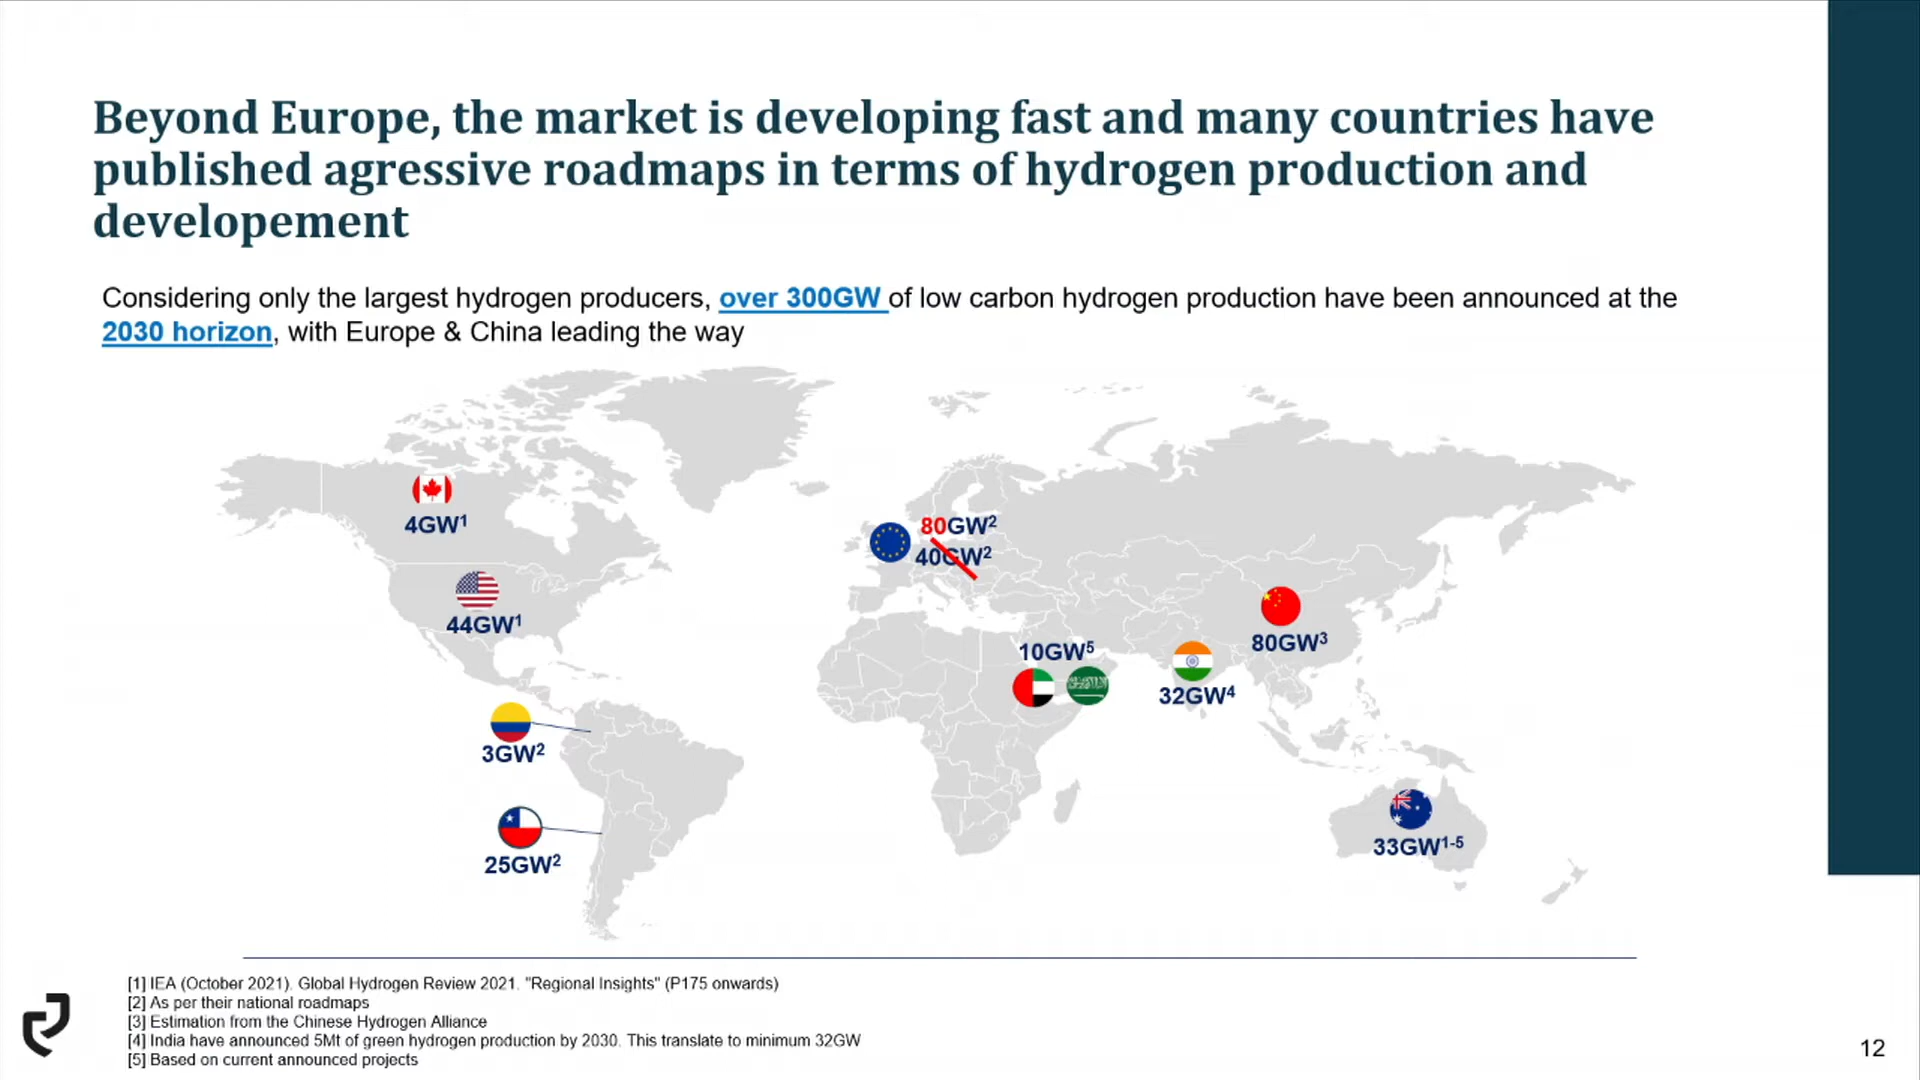 Beyond Europe, the market is developing fast and many countries have
published agressive roadmaps in terms of hydrogen production and
developement
Considering only the largest hydrogen producers, over 300GW of low carbon hydrogen production have been announced at the
2030 horizon, with Europe & China leading the way
4GW¹
80GW²
40GW²
44GW¹
80GW³
10GW⁵
32GW⁴
3GW²
33GW¹⁻⁵
25GW²
[1] IEA (October 2021). Global Hydrogen Review 2021. "Regional Insights" (P175 onwards)
[2] As per their national roadmaps
[3] Estimation from the Chinese Hydrogen Alliance
[4] India have announced 5Mt of green hydrogen production by 2030. This translate to minimum 32GW
[5] Based on current announced projects
12